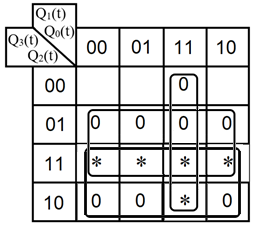 Q1(t)
Q0(t)
Q3(t)
Q2(t)
00 01 11 10
00 0
01 0 0 0 0
11 * * * *
10 0 0 * 0